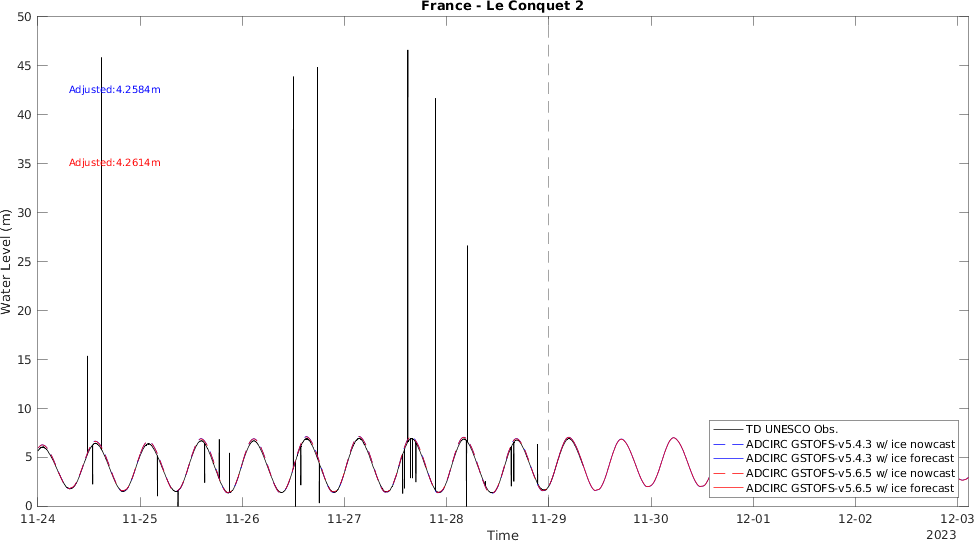 France - Le Conquet 2
50
45
40
35
30
25
20
15
10
5
0
Water Level (m)
Adjusted:4.2584m
Adjusted:4.2614m
TD UNESCO Obs.
ADCIRC GSTOFS-v5.4.3 w/ ice nowcast
ADCIRC GSTOFS-v5.4.3 w/ ice forecast
ADCIRC GSTOFS-v5.6.5 w/ ice nowcast
ADCIRC GSTOFS-v5.6.5 w/ ice forecast
11-24 11-25 11-26 11-27 11-28 11-29 11-30 12-01 12-02 12-03
Time
2023